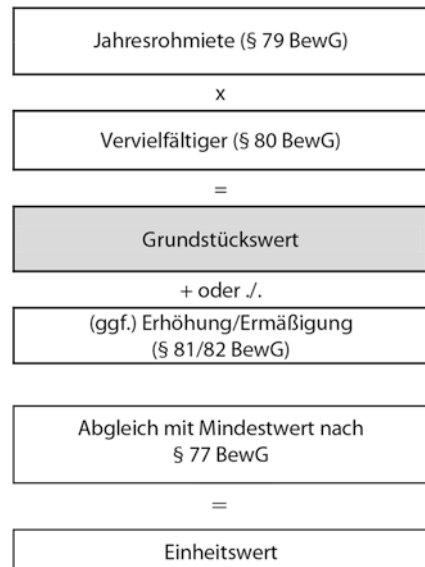 Jahresrohmiete (§ 79 BewG)
x
Vervielfältiger (§ 80 BewG)
=
Grundstückswert
+ oder ./.
(ggf.) Erhöhung/Ermäßigung
(§ 81/82 BewG)
Abgleich mit Mindestwert nach
§ 77 BewG
=
Einheitswert